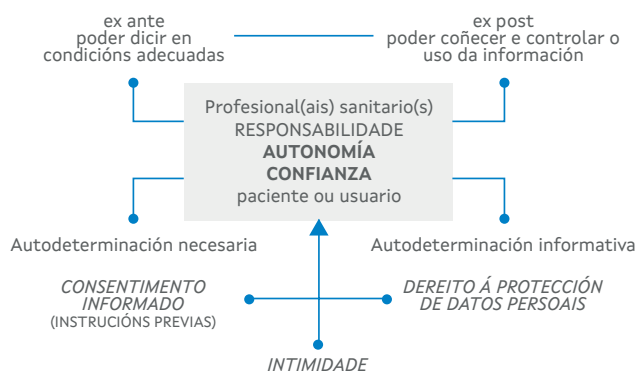 ex ante
poder dicir en
condicións adecuadas
ex post
poder coñecer e controlar o
uso da información
Profesional(ais) sanitario(s)
RESPONSABILIDADE
AUTONOMÍA
CONFIANZA
paciente ou usuario
Autodeterminación necesaria
Autodeterminación informativa
CONSENTIMENTO
INFORMADO
(INSTRUCIÓNS PREVIAS)
DEREITO Á PROTECCIÓN
DE DATOS PERSOAIS
INTIMIDADE